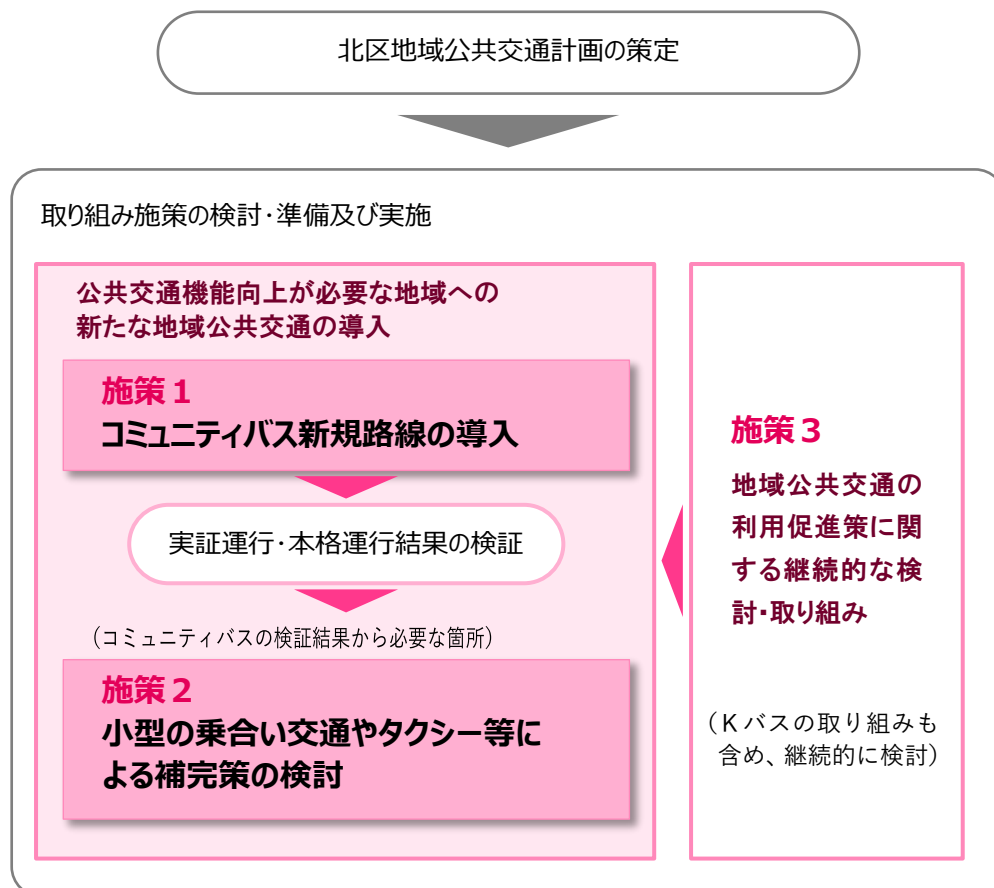 北区地域公共交通計画の策定
取り組み施策の検討・準備及び実施
公共交通機能向上が必要な地域への
新たな地域公共交通の導入
施策1
コミュニティバス新規路線の導入
実証運行・本格運行結果の検証
(コミュニティバスの検証結果から必要な箇所)
施策2
小型の乗合い交通やタクシー等に
よる補完策の検討
施策3
地域公共交通の
利用促進策に関
する継続的な検
討・取り組み
(Kバスの取り組みも
含め、継続的に検討)